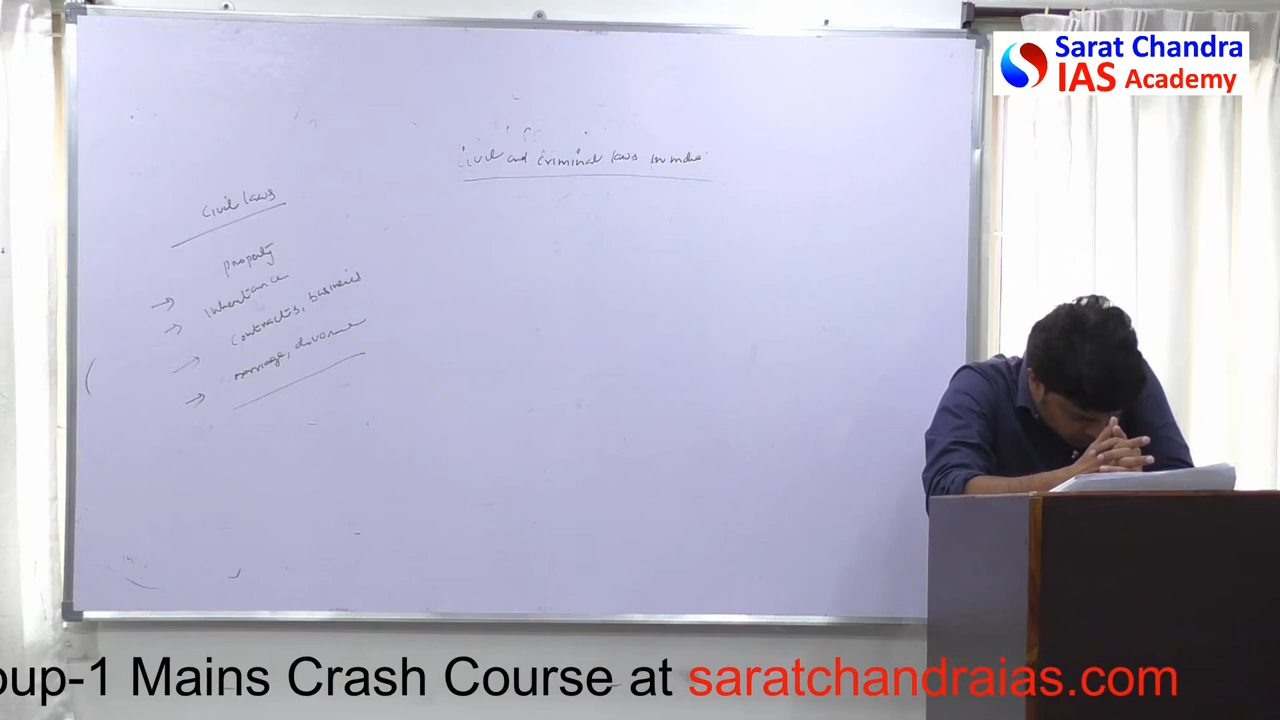 Sarat Chandra
IAS Academy
civil and criminal laws in India
civil laws
property
Inheritance
contracts, business
marriage, divorce
oup-1 Mains Crash Course at saratchandraias.com